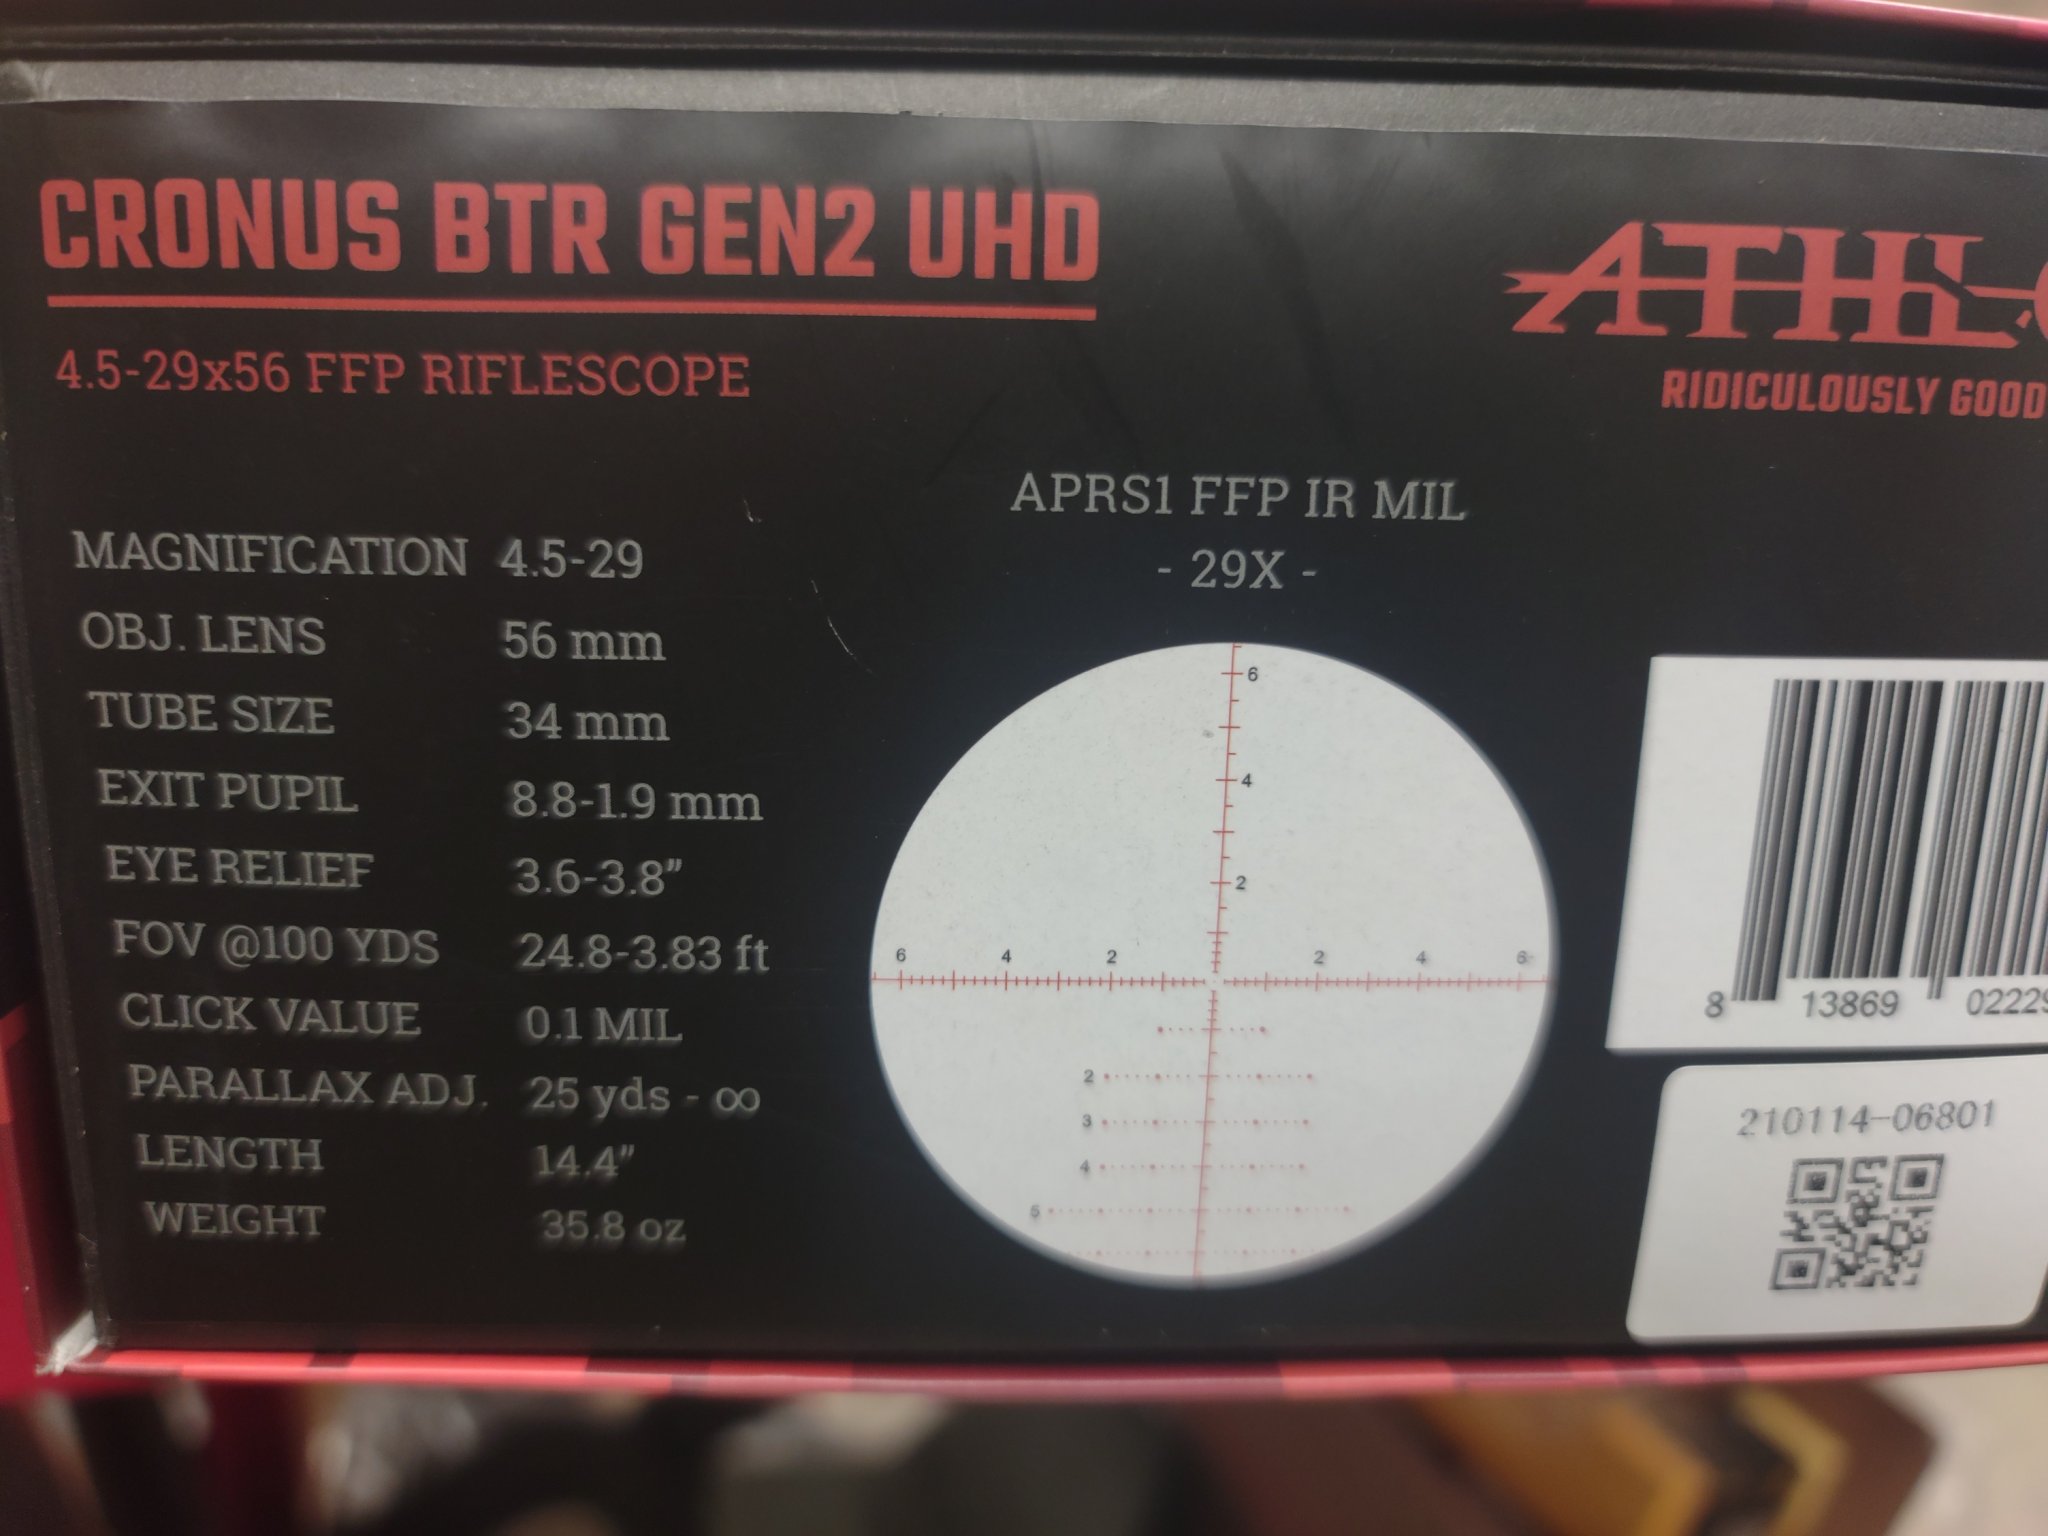 CRONUS BTR GEN2 UHD
4.5-29x56 FFP RIFLESCOPE
ATHL
RIDICULOUSLY GOOD
MAGNIFICATION 4.5-29
OBJ. LENS 56 mm
TUBE SIZE 34 mm
EXIT PUPIL 8.8-1.9 mm
EYE RELIEF 3.6-3.8”
FOV @100 YDS 24.8-3.83 ft
CLICK VALUE 0.1 MIL
PARALLAX ADJ. 25 yds - ∞
LENGTH 14.4”
WEIGHT 35.8 oz
APRS1 FFP IR MIL
- 29X -
6
4
2
6 4 2 2 4 6
2
3
4
5
8 13869 02229
210114-06801